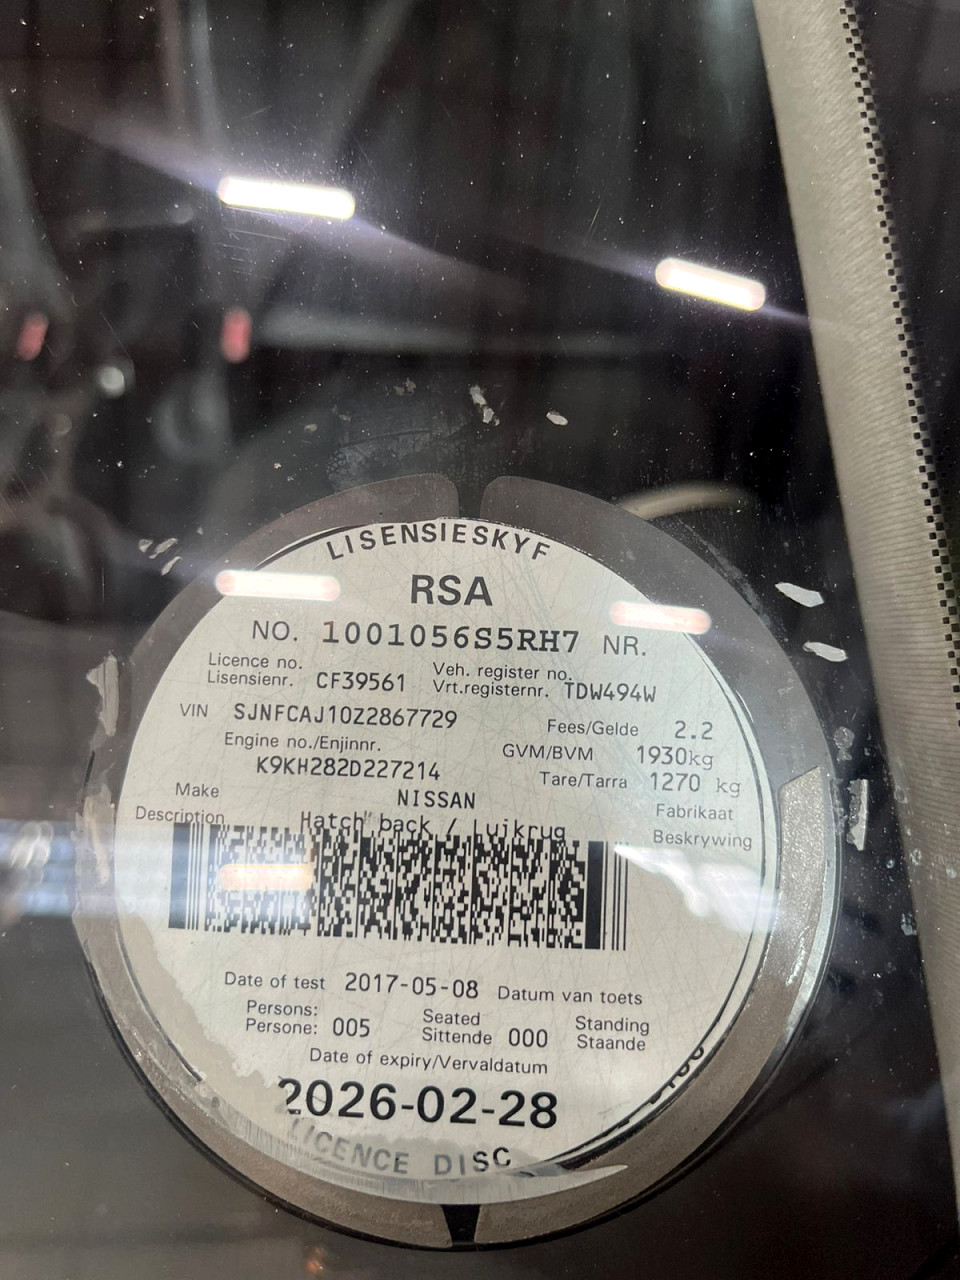 LISENSIESKYF
RSA
NO. 1001056S5RH7 NR.
Licence no. Veh. register no.
Lisensienr. CF39561 Vrt.registernr. TDW494W
VIN SJNFCAJ10Z2867729 Fees/Gelde 2.2
Engine no./Enjinnr. GVM/BVM 1930kg
K9KH282D227214 Tare/Tarra 1270 kg
Make NISSAN Fabrikaat
Description Hatch back / Luikrug Beskrywing
Date of test 2017-05-08 Datum van toets
Persons: Seated Standing
Persone: 005 Sittende 000 Staande
Date of expiry/Vervaldatum
2026-02-28
LICENCE DISC